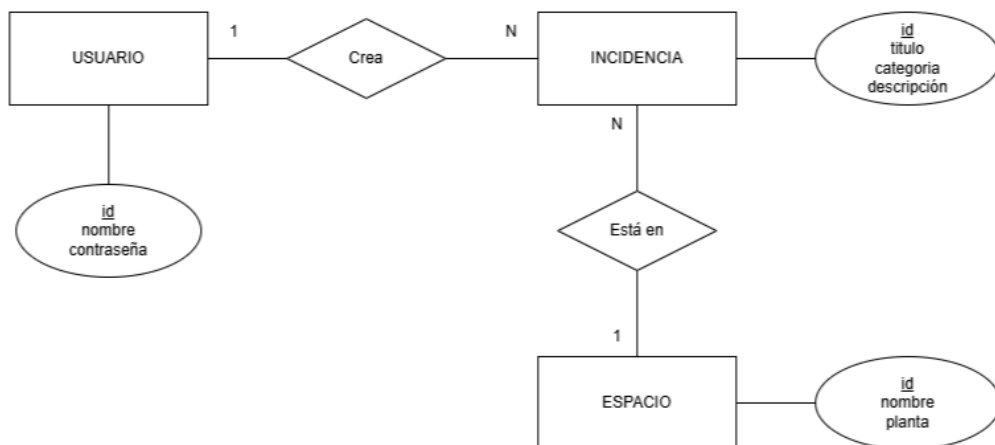 USUARIO
1
Crea
N
INCIDENCIA
id
titulo
categoria
descripción
N
id
nombre
contraseña
Está en
1
ESPACIO
id
nombre
planta